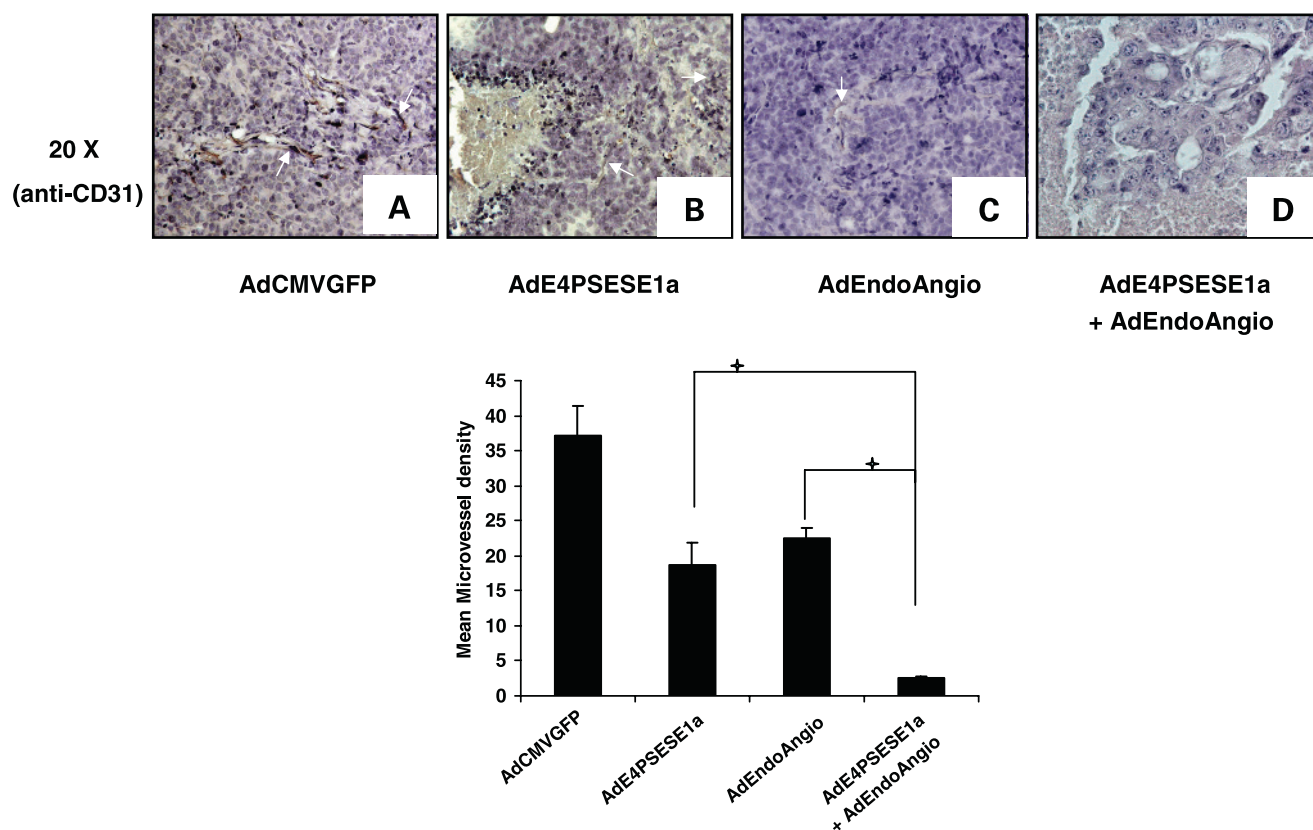 20 X
(anti-CD31)
A
B
C
D
AdCMVGFP
AdE4PSESE1a
AdEndoAngio
AdE4PSESE1a
+ AdEndoAngio
Mean Microvessel density
45
40
35
30
25
20
15
10
5
0
AdCMVGFP
AdE4PSESE1a
AdEndoAngio
AdE4PSESE1a
+ AdEndoAngio